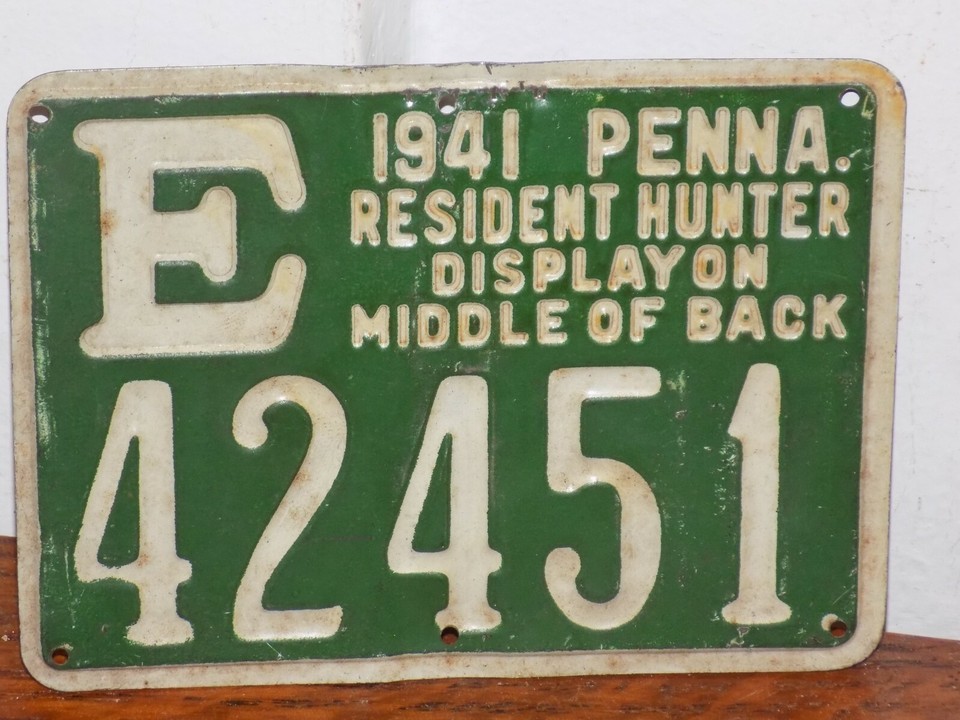 E
1941 PENNA.
RESIDENT HUNTER
DISPLAY ON
MIDDLE OF BACK
42451